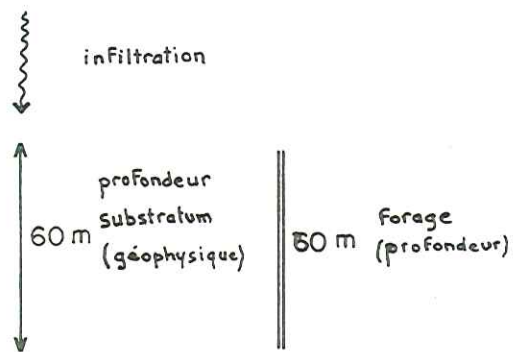 infiltration
profondeur
substratum
60 m
(géophysique)
60 m
Forage
(profondeur)